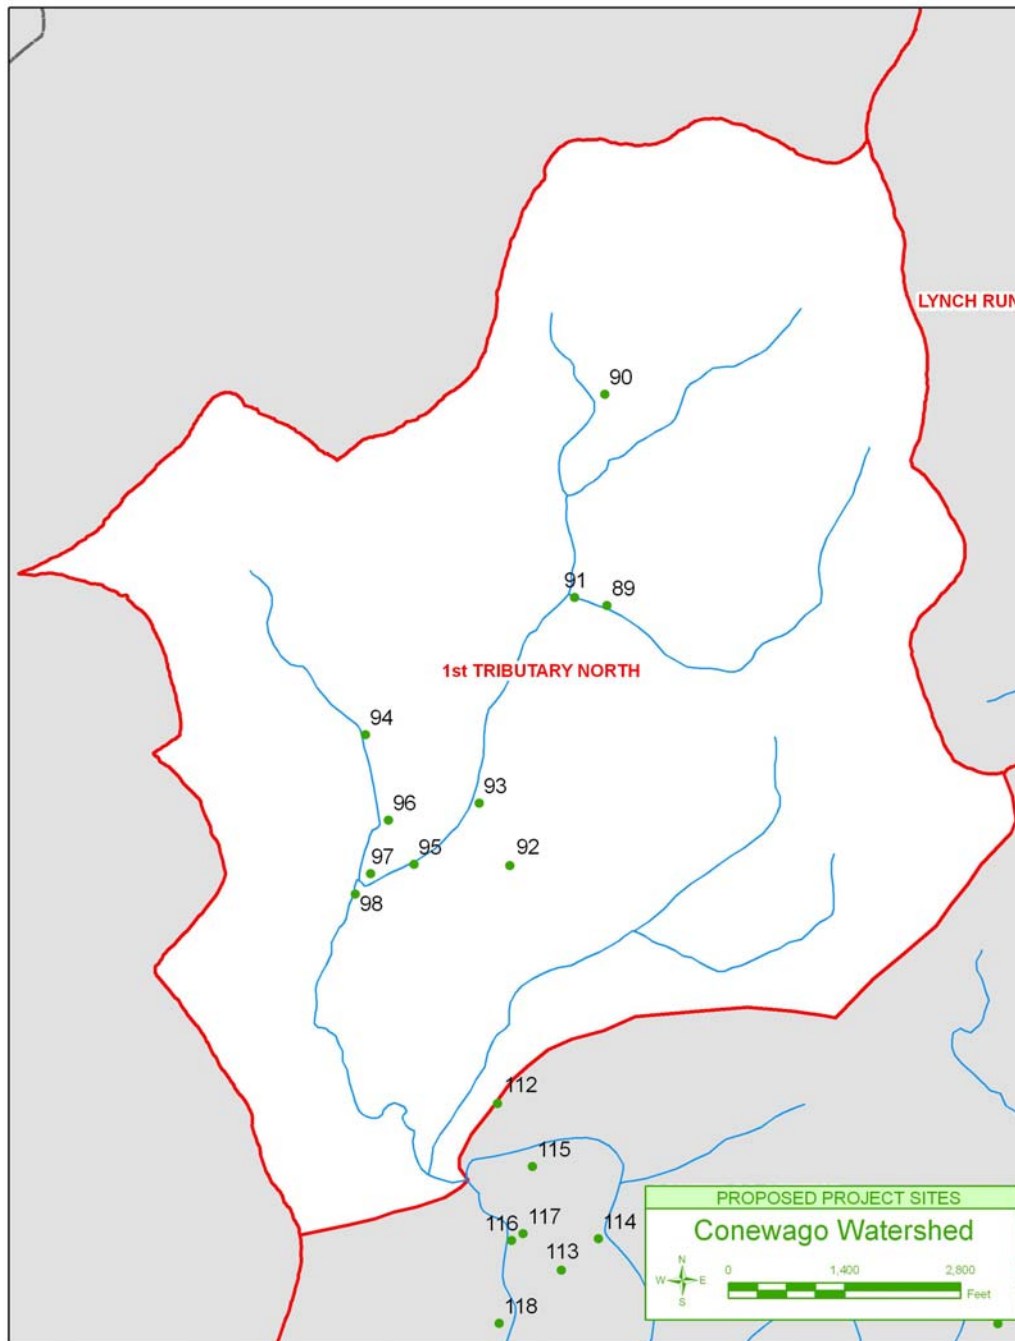 LYNCH RUN
90
91
89
1st TRIBUTARY NORTH
94
93
96
95
92
97
98
112
115
117
116
114
113
118
PROPOSED PROJECT SITES
Conewago Watershed
N
W E
S
0 1,400 2,800
Feet